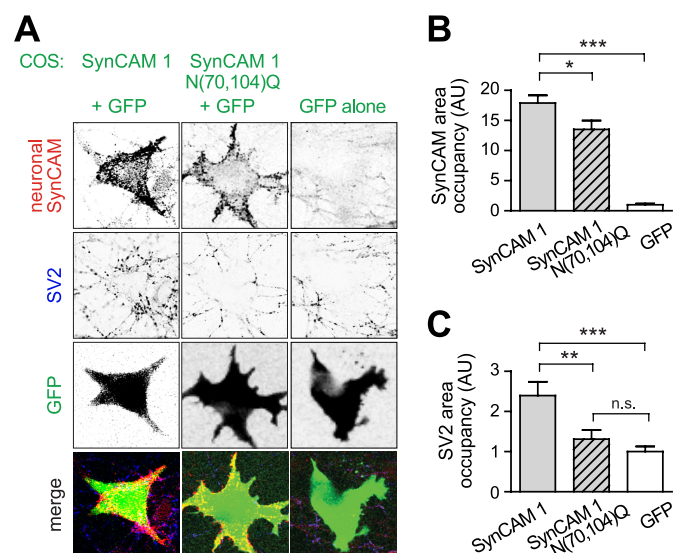 A
COS: SynCAM 1 SynCAM 1
N(70,104)Q
+ GFP + GFP GFP alone
neuronal
SynCAM
SV2
GFP
merge
B
SynCAM area
occupancy (AU)
20
15
10
5
0
***
*
SynCAM 1
SynCAM 1
N(70,104)Q
GFP
C
SV2 area
occupancy (AU)
3
2
1
0
***
**
n.s.
SynCAM 1
SynCAM 1
N(70,104)Q
GFP